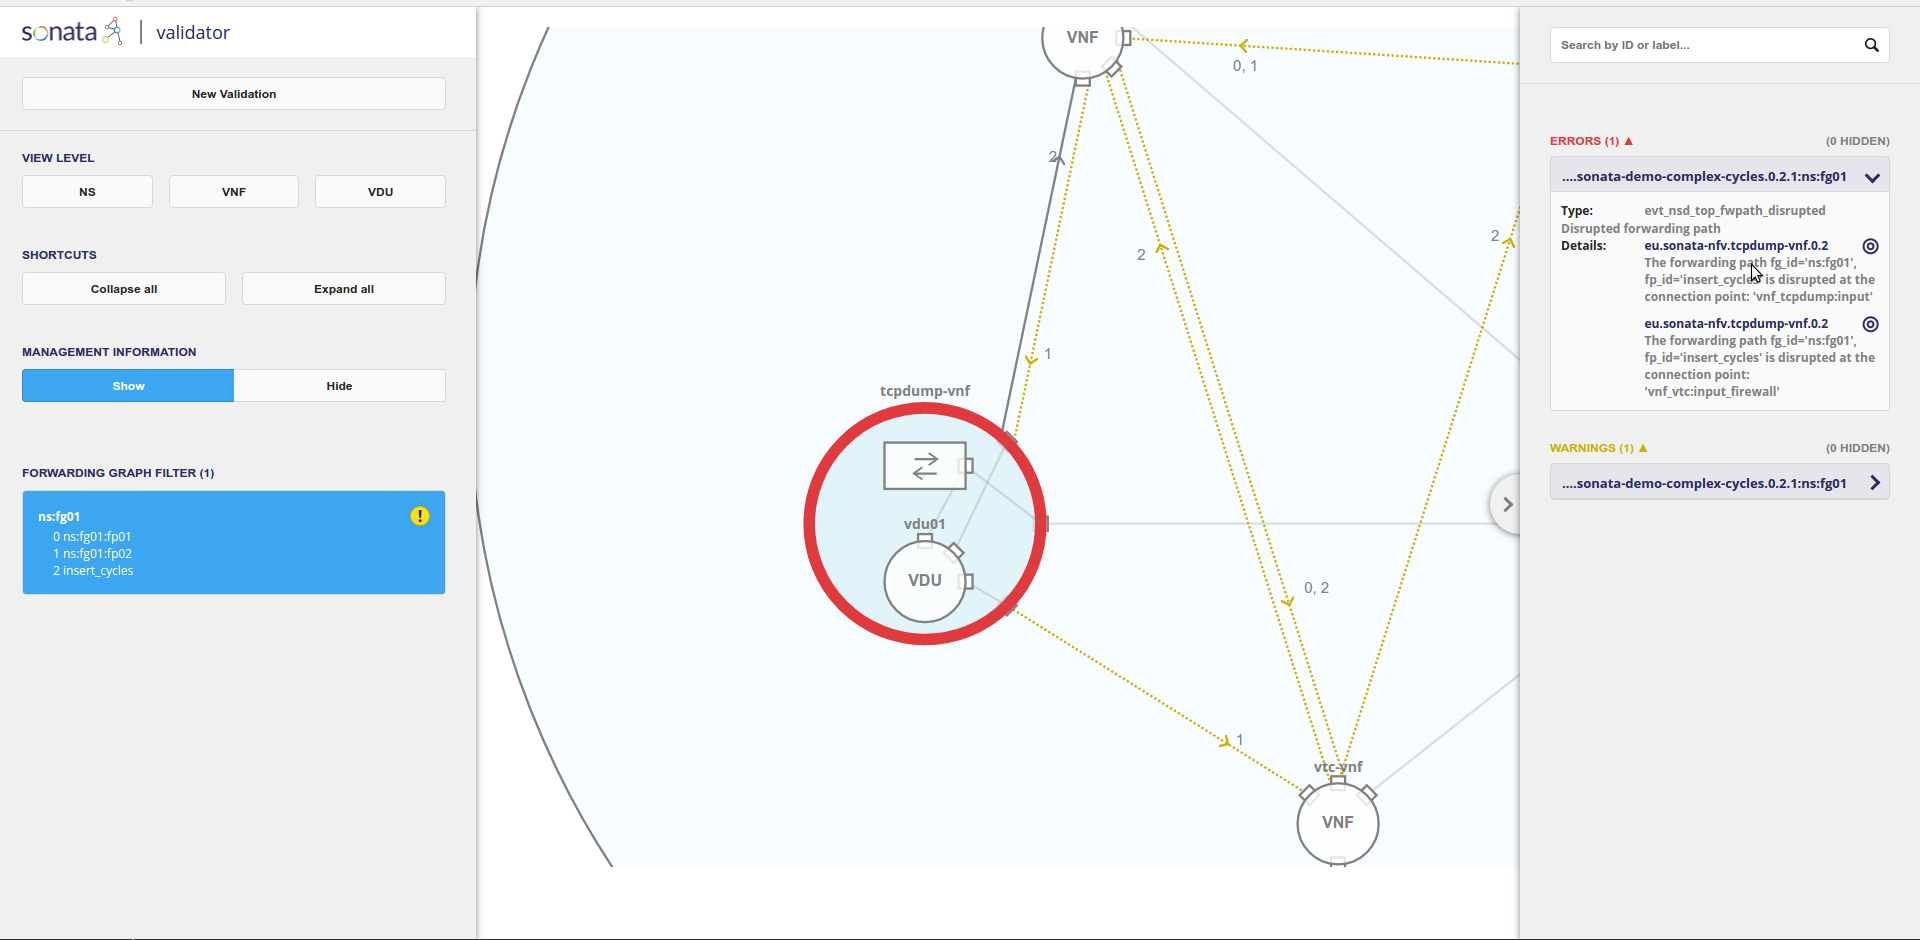 sonata | validator
New Validation
VIEW LEVEL
NS
VNF
VDU
SHORTCUTS
Collapse all
Expand all
MANAGEMENT INFORMATION
Show
Hide
FORWARDING GRAPH FILTER (1)
ns:fg01
!
0 ns:fg01:fp01
1 ns:fg01:fp02
2 insert_cycles
VNF
0, 1
2
2
2
1
tcpdump-vnf
vdu01
VDU
0, 2
1
vtc-vnf
VNF
Search by ID or label...
ERRORS (1) ▲
(0 HIDDEN)
....sonata-demo-complex-cycles.0.2.1:ns:fg01
Type: evt_nsd_top_fwpath_disrupted
Disrupted forwarding path
Details: eu.sonata-nfv.tcpdump-vnf.0.2
The forwarding path fg_id='ns:fg01',
fp_id='insert_cycles' is disrupted at the
connection point: 'vnf_tcpdump:input'
eu.sonata-nfv.tcpdump-vnf.0.2
The forwarding path fg_id='ns:fg01',
fp_id='insert_cycles' is disrupted at the
connection point:
'vnf_vtc:input_firewall'
WARNINGS (1) ▲
(0 HIDDEN)
....sonata-demo-complex-cycles.0.2.1:ns:fg01